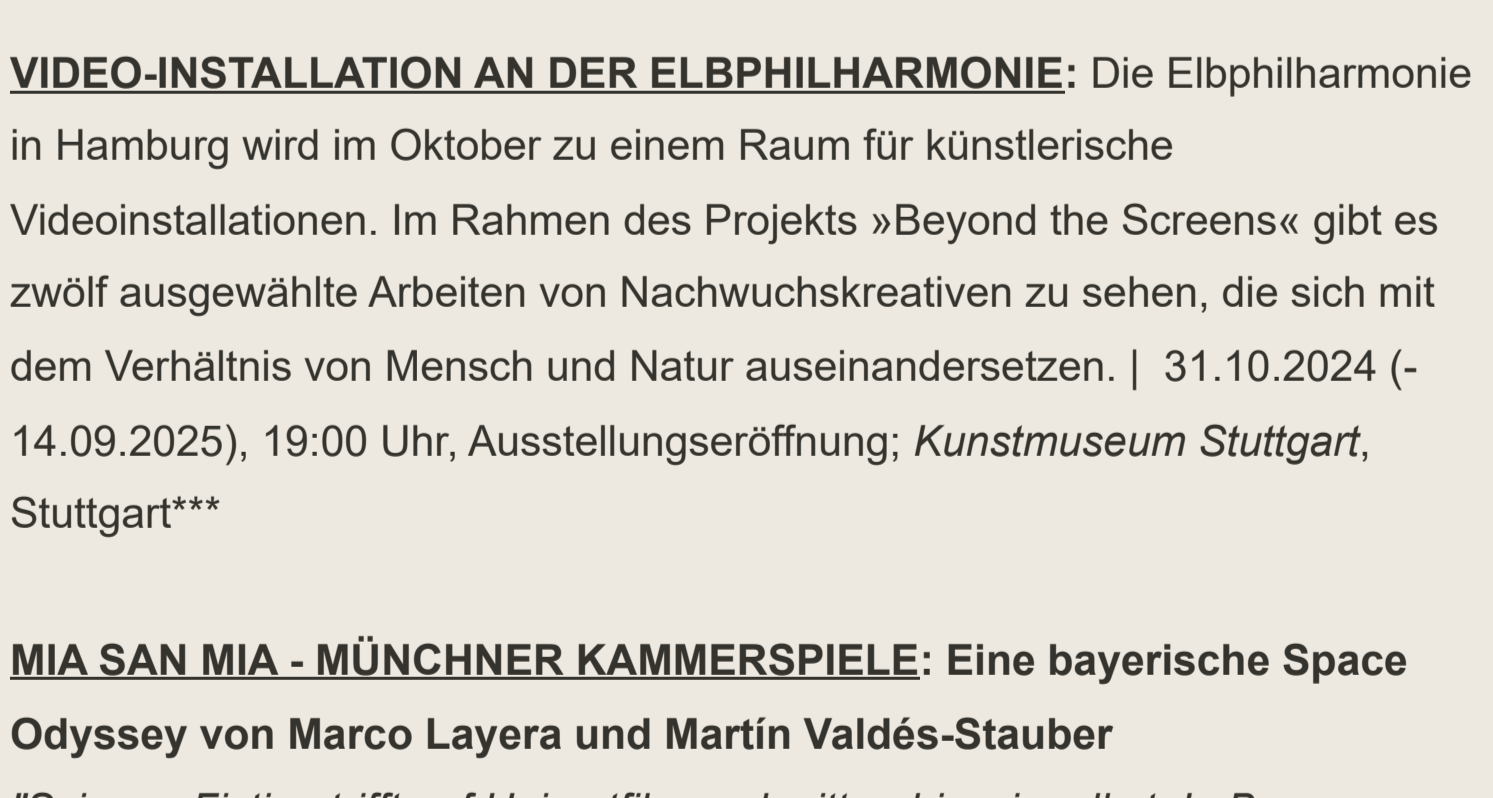 VIDEO-INSTALLATION AN DER ELBPHILHARMONIE: Die Elbphilharmonie
in Hamburg wird im Oktober zu einem Raum für künstlerische
Videoinstallationen. Im Rahmen des Projekts »Beyond the Screens« gibt es
zwölf ausgewählte Arbeiten von Nachwuchskreativen zu sehen, die sich mit
dem Verhältnis von Mensch und Natur auseinandersetzen. |  31.10.2024 (-
14.09.2025), 19:00 Uhr, Ausstellungseröffnung; Kunstmuseum Stuttgart,
Stuttgart***
MIA SAN MIA - MÜNCHNER KAMMERSPIELE: Eine bayerische Space
Odyssey von Marco Layera und Martín Valdés-Stauber